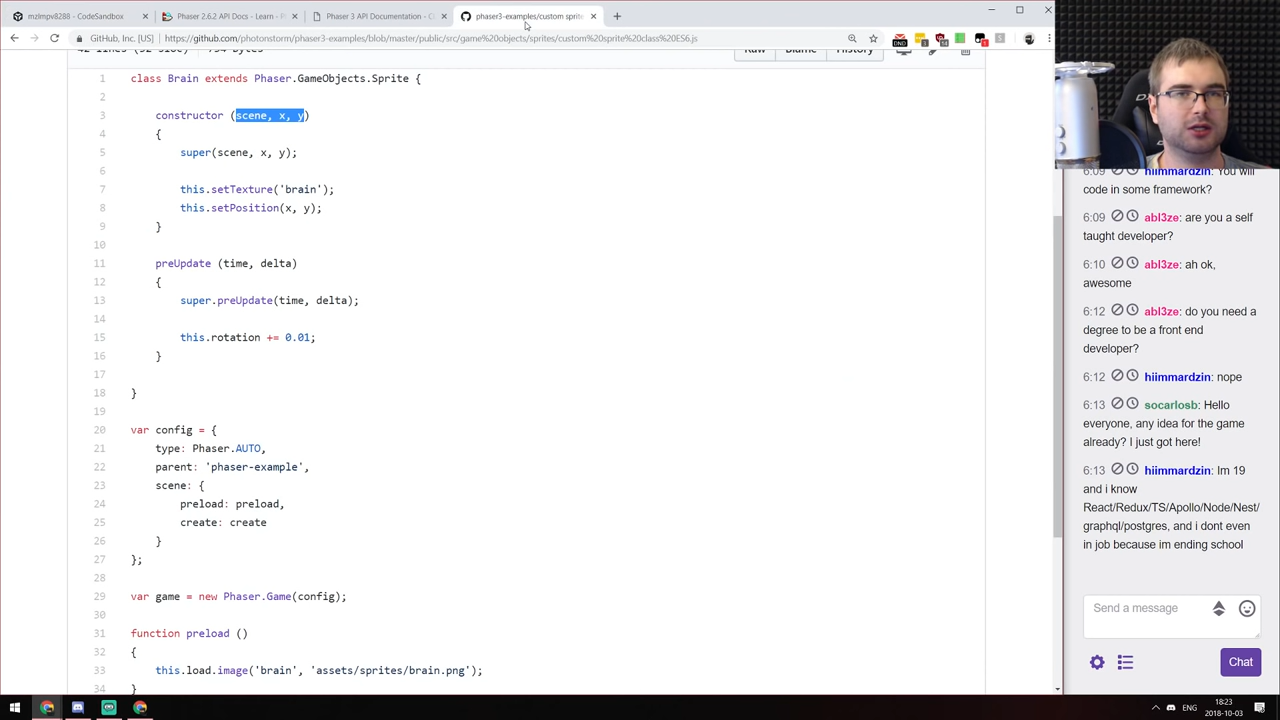 mzlmpv8288 - CodeSandbox
Phaser 2.6.2 API Docs - Learn - P
Phaser 3 API Documentation - C
phaser3-examples/custom sprite
GitHub, Inc. [US]
https://github.com/photonstorm/phaser3-examples/blob/master/public/src/game%20objects/sprites/custom%20sprite%20class%20ES6.js
Raw
Blame
History
1 class Brain extends Phaser.GameObjects.Sprite {
2
3 constructor (scene, x, y)
4 {
5 super(scene, x, y);
6
7 this.setTexture('brain');
8 this.setPosition(x, y);
9 }
10
11 preUpdate (time, delta)
12 {
13 super.preUpdate(time, delta);
14
15 this.rotation += 0.01;
16 }
17
18 }
19
20 var config = {
21 type: Phaser.AUTO,
22 parent: 'phaser-example',
23 scene: {
24 preload: preload,
25 create: create
26 }
27 };
28
29 var game = new Phaser.Game(config);
30
31 function preload ()
32 {
33 this.load.image('brain', 'assets/sprites/brain.png');
34 }
6:09 hiimmardzin: You will
code in some framework?
6:09 abl3ze: are you a self
taught developer?
6:10 abl3ze: ah ok,
awesome
6:12 abl3ze: do you need a
degree to be a front end
developer?
6:12 hiimmardzin: nope
6:13 socarlosb: Hello
everyone, any idea for the game
already? I just got here!
6:13 hiimmardzin: Im 19
and i know
React/Redux/TS/Apollo/Node/Nest/
graphql/postgres, and i dont even
in job because im ending school
Send a message
Chat
ENG
18:23
2018-10-03